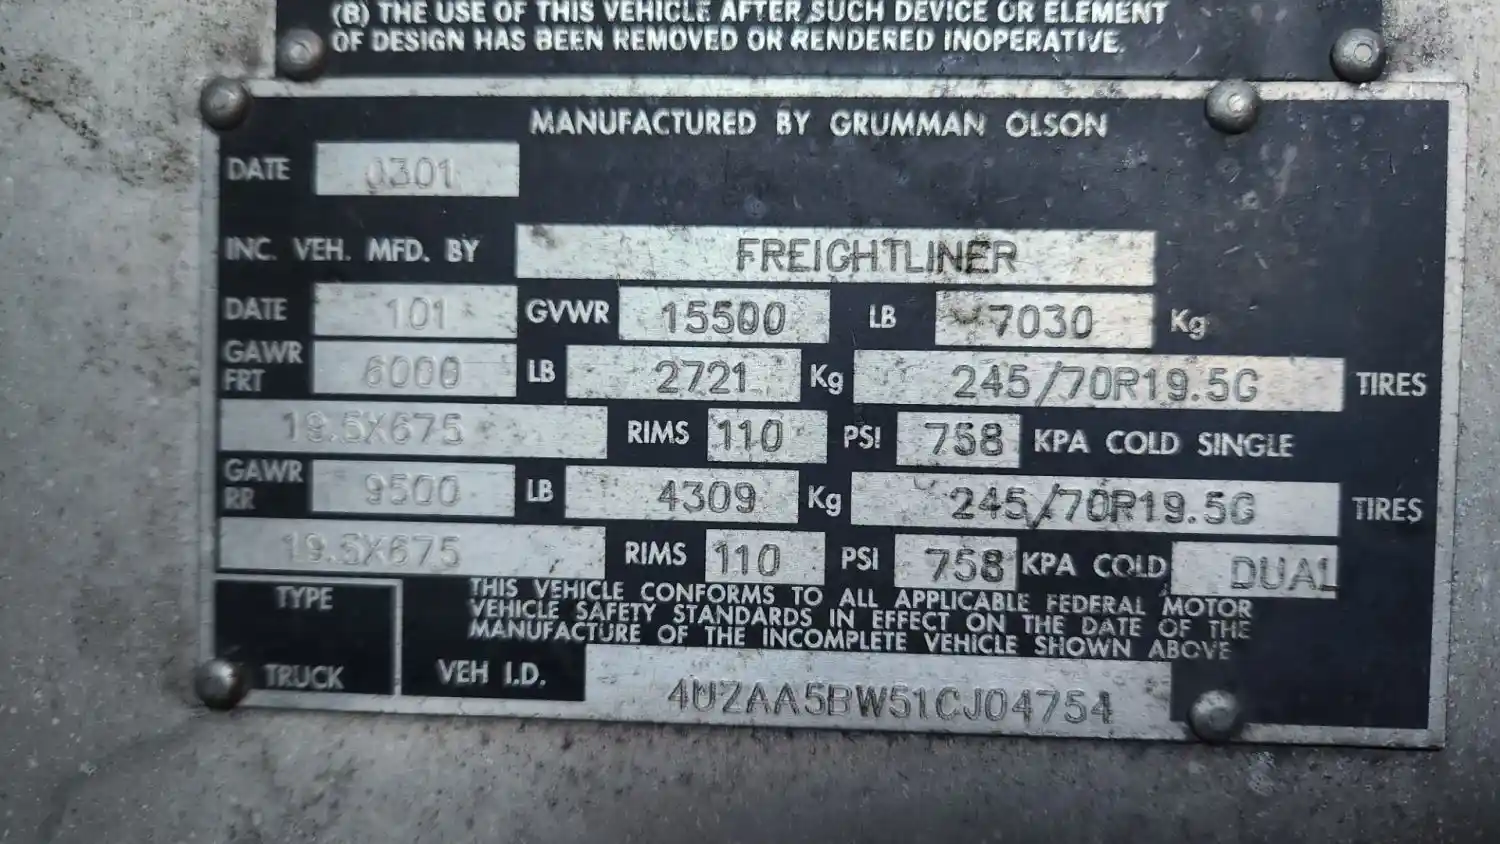 (B) THE USE OF THIS VEHICLE AFTER SUCH DEVICE OR ELEMENT
OF DESIGN HAS BEEN REMOVED OR RENDERED INOPERATIVE.
MANUFACTURED BY GRUMMAN OLSON
DATE 0301
INC. VEH. MFD. BY FREIGHTLINER
DATE 101 GVWR 15500 LB 7030 Kg
GAWR FRT 6000 LB 2721 Kg 245/70R19.5G TIRES
19.5X675 RIMS 110 PSI 758 KPA COLD SINGLE
GAWR RR 9500 LB 4309 Kg 245/70R19.5G TIRES
19.5X675 RIMS 110 PSI 758 KPA COLD DUAL
THIS VEHICLE CONFORMS TO ALL APPLICABLE FEDERAL MOTOR
VEHICLE SAFETY STANDARDS IN EFFECT ON THE DATE OF THE
MANUFACTURE OF THE INCOMPLETE VEHICLE SHOWN ABOVE
TYPE
TRUCK
VEH I.D. 4UZAA5BW51CJ04754